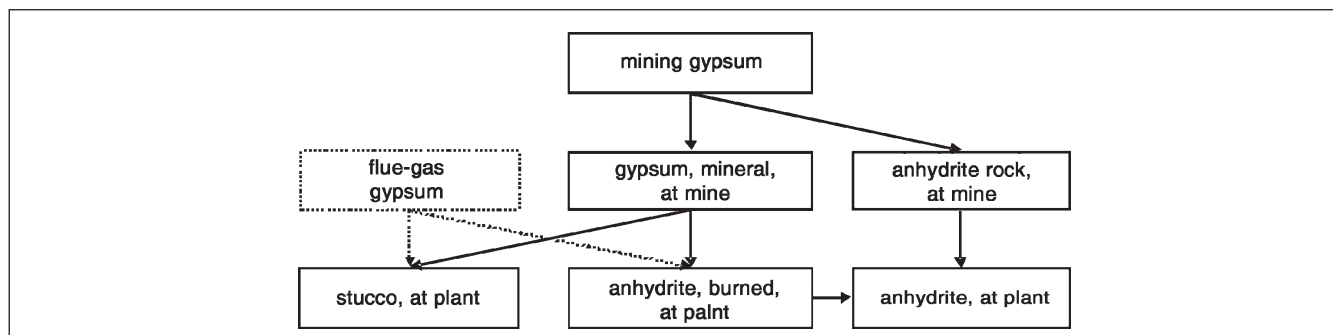 mining gypsum
flue-gas
gypsum
gypsum, mineral,
at mine
anhydrite rock,
at mine
stucco, at plant
anhydrite, burned,
at palnt
anhydrite, at plant